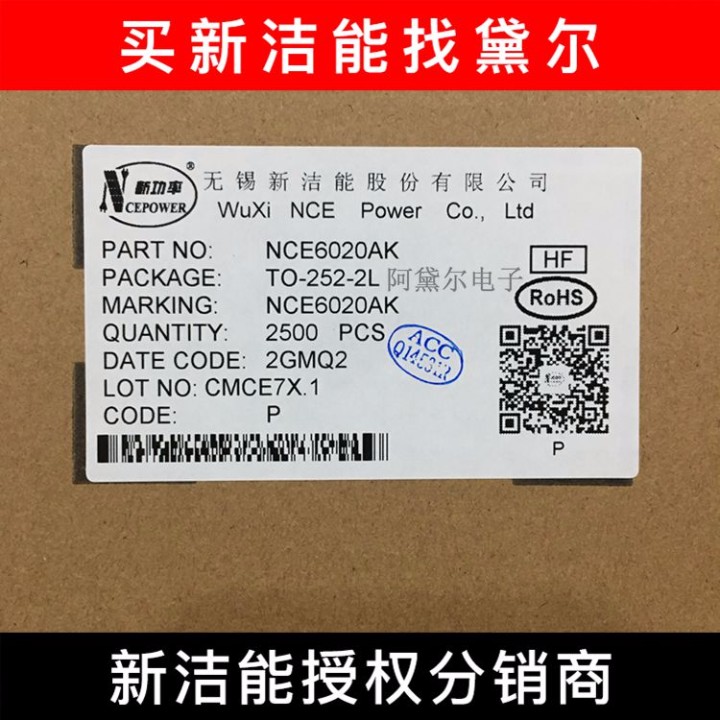 买新洁能找黛尔
新功率®
NCEPOWER
无锡新洁能股份有限公司
WuXi NCE Power Co., Ltd
PART NO: NCE6020AK
PACKAGE: TO-252-2L
阿黛尔电子
MARKING: NCE6020AK
QUANTITY: 2500 PCS
DATE CODE: 2GMQ2
LOT NO: CMCE7X.1
CODE: P
HF
RoHS
ACC
P
新洁能授权分销商